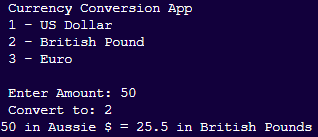 Currency Conversion App
1 - US Dollar
2 - British Pound
3 - Euro
Enter Amount: 50
Convert to: 2
50 in Aussie $ = 25.5 in British Pounds